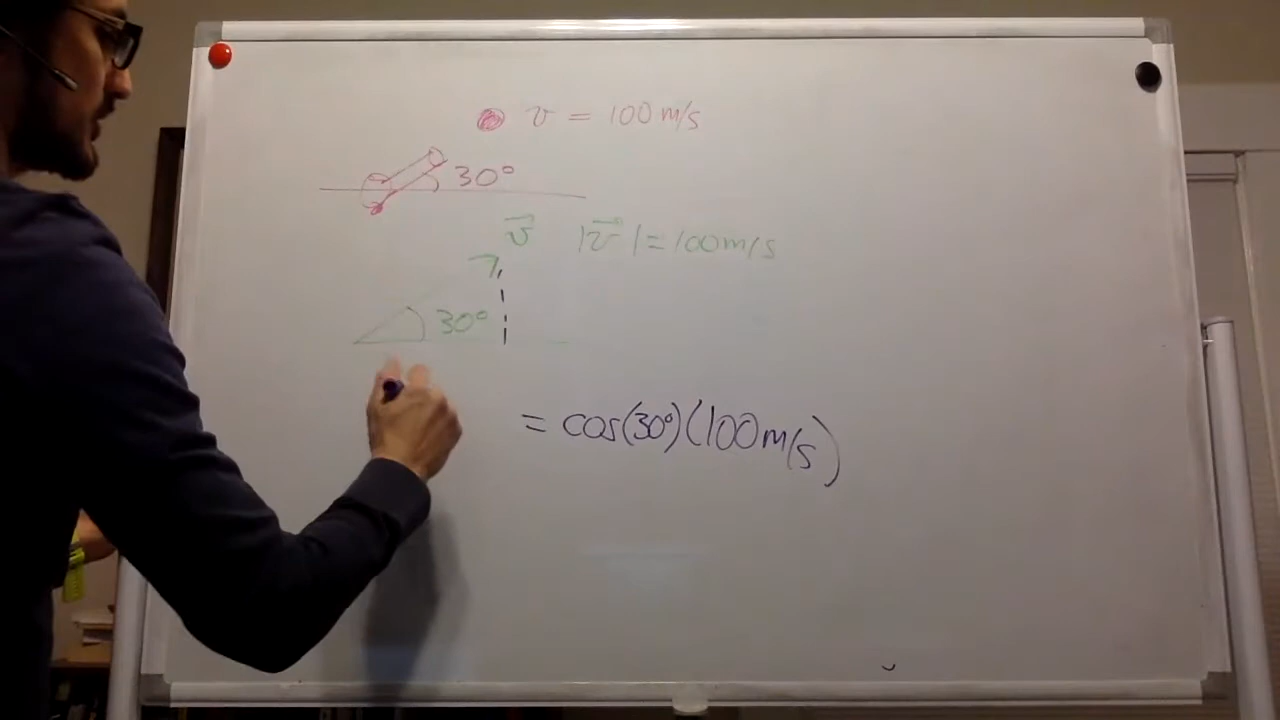 v = 100 m/s
30°
v⃗ |v⃗| = 100 m/s
30°
= cos(30°)(100 m/s)